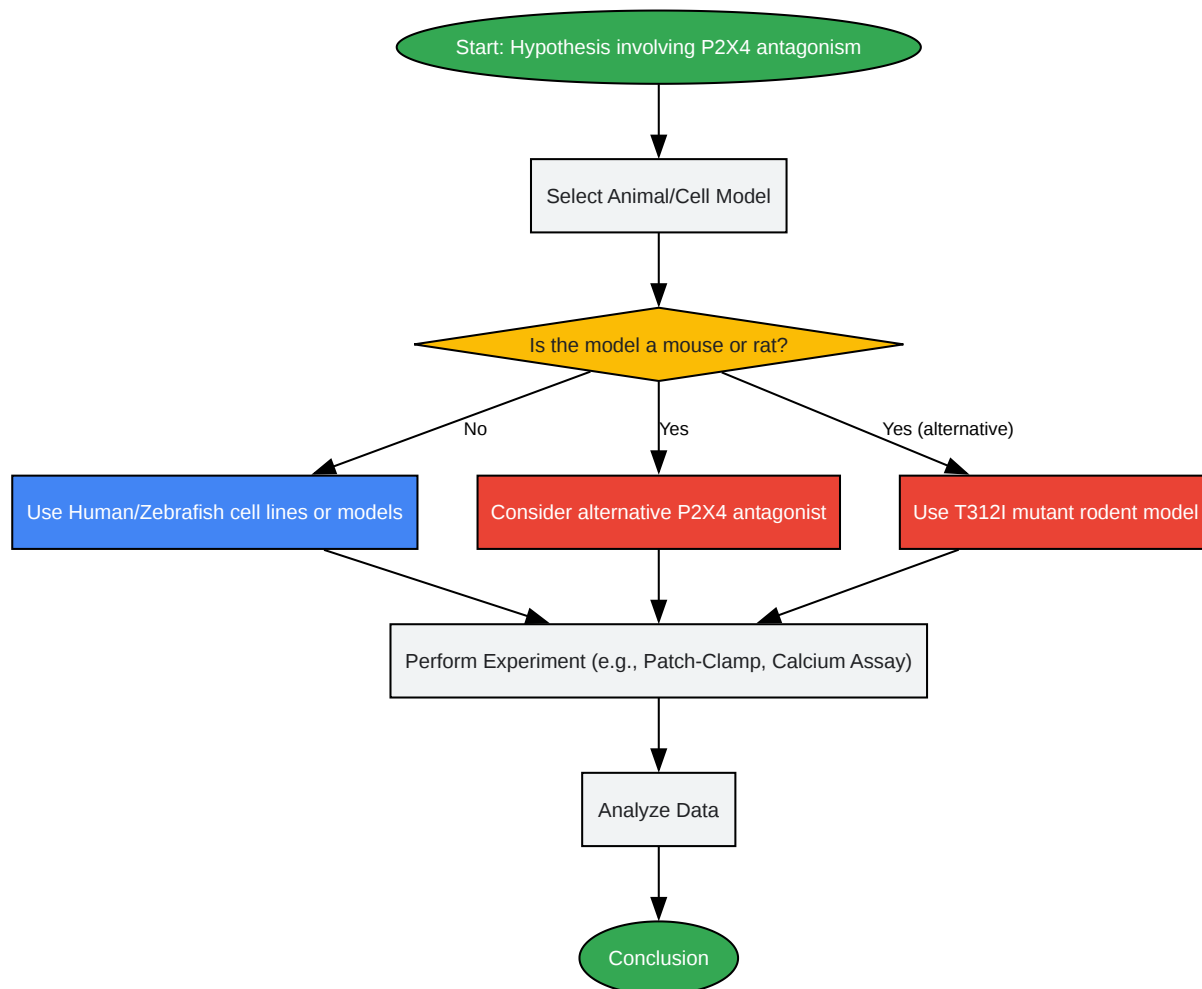 Start: Hypothesis involving P2X4 antagonism
Select Animal/Cell Model
Is the model a mouse or rat?
No
Yes
Yes (alternative)
Use Human/Zebrafish cell lines or models
Consider alternative P2X4 antagonist
Use T312I mutant rodent model
Perform Experiment (e.g., Patch-Clamp, Calcium Assay)
Analyze Data
Conclusion